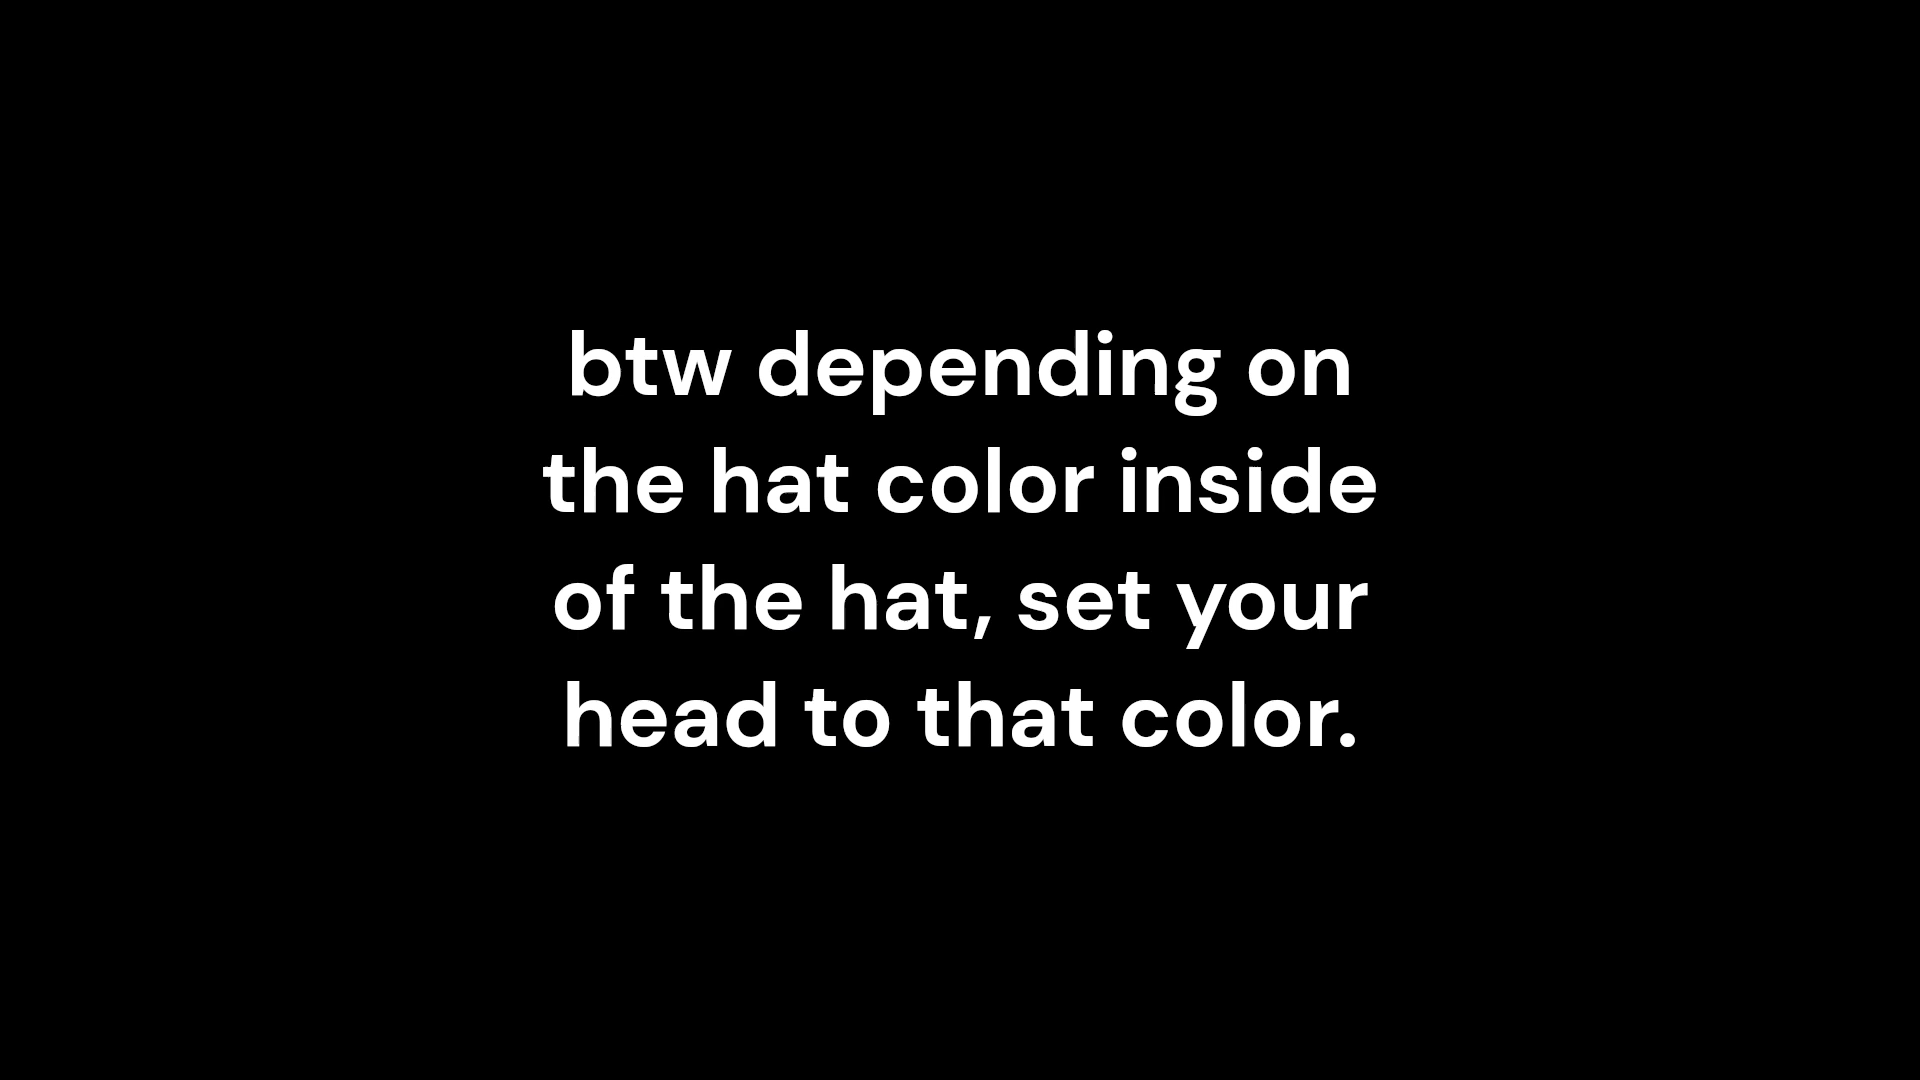 btw depending on
the hat color inside
of the hat, set your
head to that color.